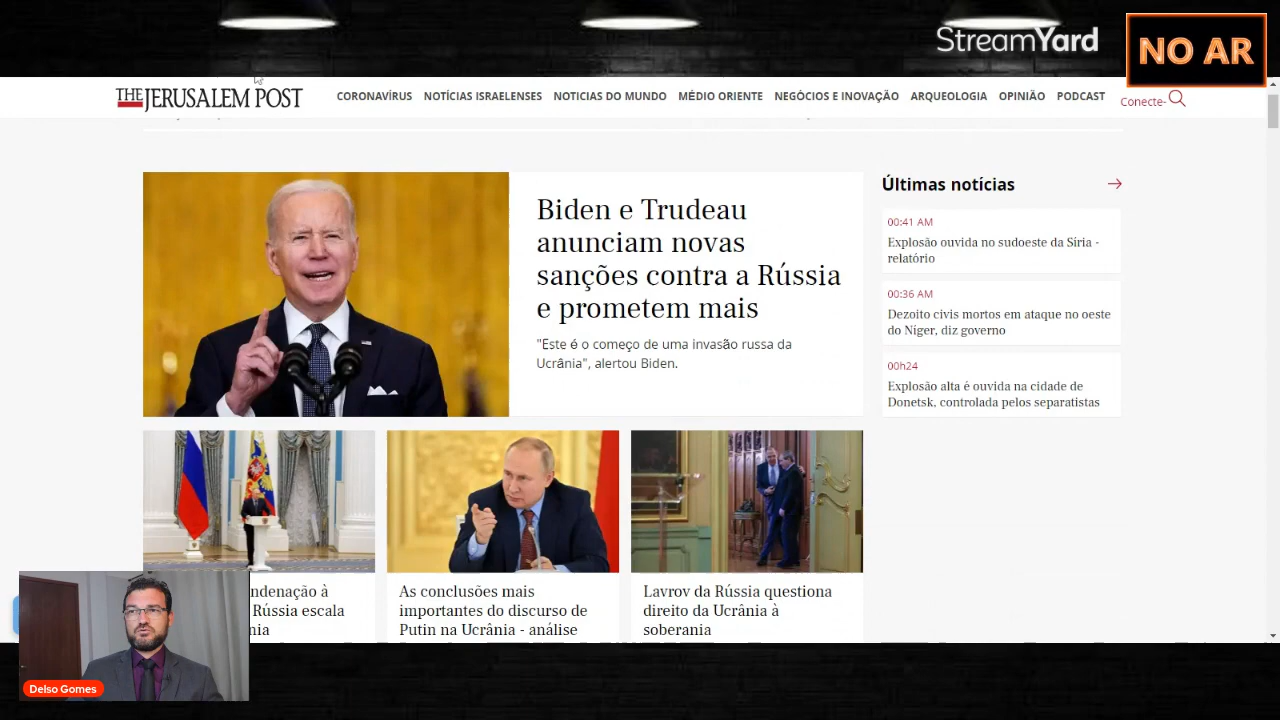 StreamYard
NO AR
THE JERUSALEM POST
CORONAVÍRUS NOTÍCIAS ISRAELENSES NOTICIAS DO MUNDO MÉDIO ORIENTE NEGÓCIOS E INOVAÇÃO ARQUEOLOGIA OPINIÃO PODCAST
Conecte-
Biden e Trudeau
anunciam novas
sanções contra a Rússia
e prometem mais
"Este é o começo de uma invasão russa da
Ucrânia", alertou Biden.
Últimas notícias
00:41 AM
Explosão ouvida no sudoeste da Síria -
relatório
00:36 AM
Dezoito civis mortos em ataque no oeste
do Níger, diz governo
00h24
Explosão alta é ouvida na cidade de
Donetsk, controlada pelos separatistas
ndenação à
Rússia escala
nia
As conclusões mais
importantes do discurso de
Putin na Ucrânia - análise
Lavrov da Rússia questiona
direito da Ucrânia à
soberania
Delso Gomes